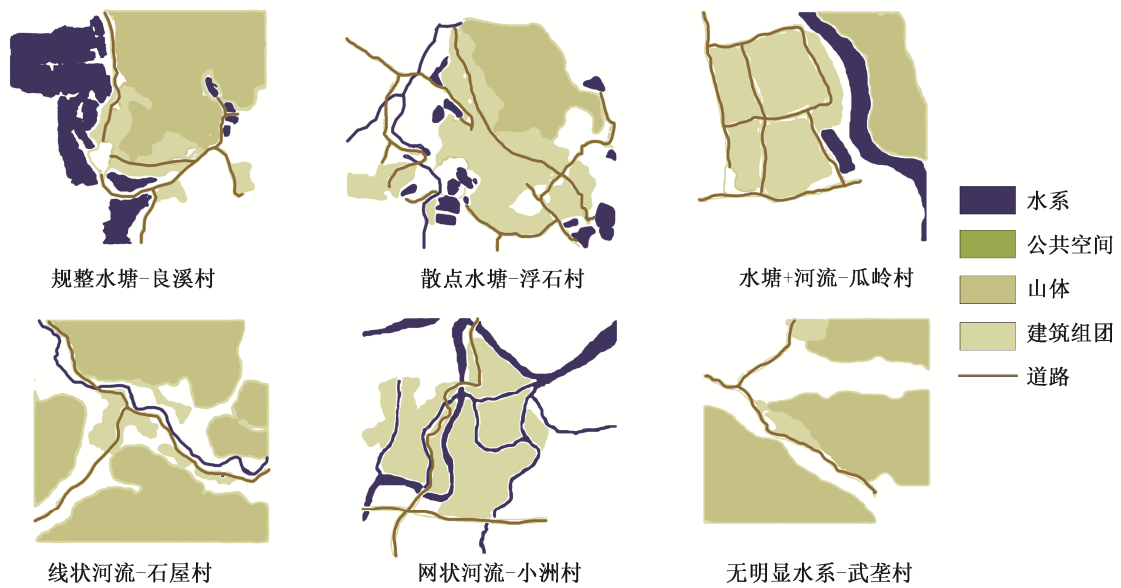 规整水塘-良溪村
散点水塘-浮石村
水塘+河流-瓜岭村
线状河流-石屋村
网状河流-小洲村
无明显水系-武垄村
水系
公共空间
山体
建筑组团
道路